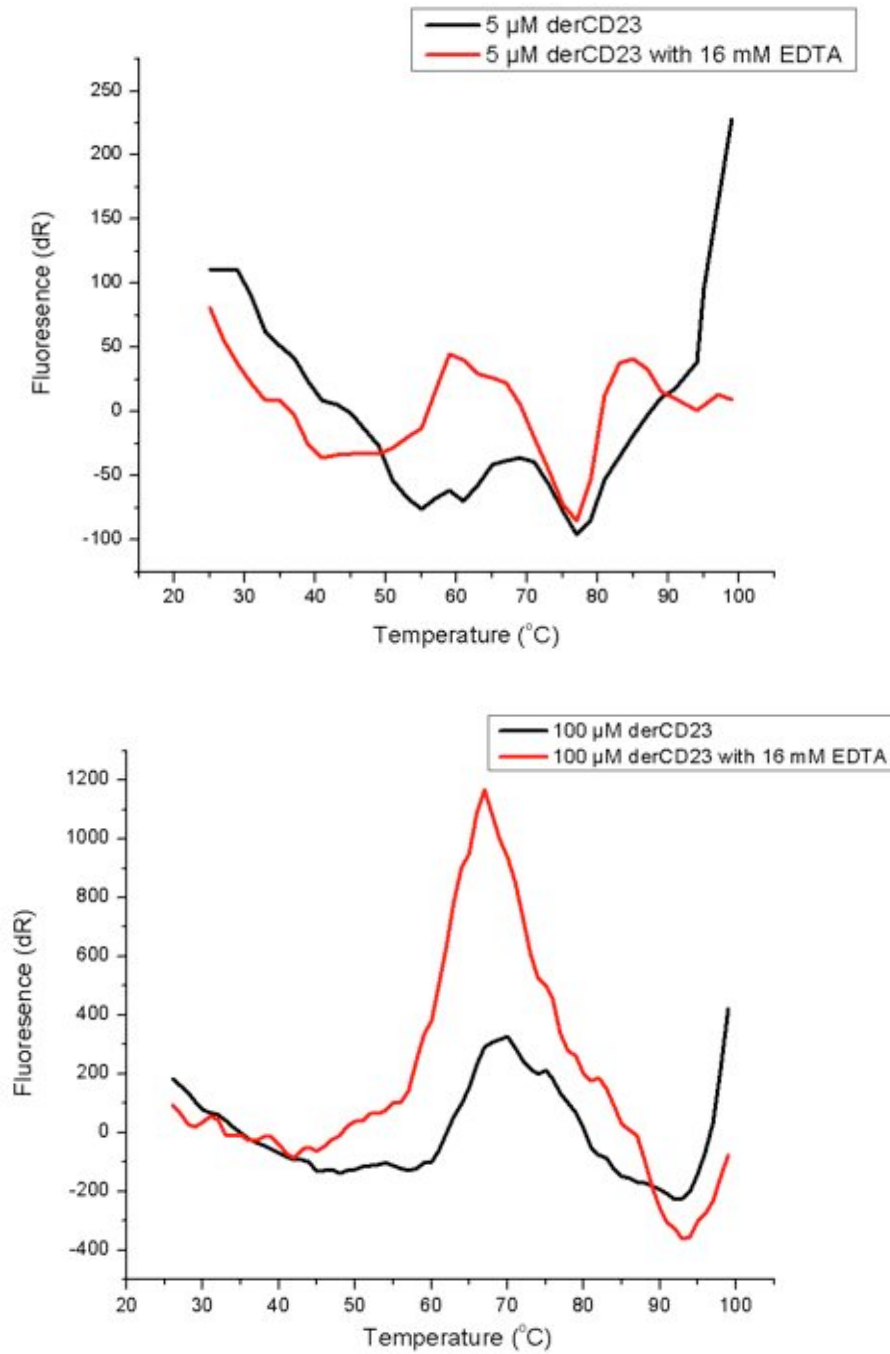 5 µM derCD23
5 µM derCD23 with 16 mM EDTA
250
200
150
100
50
0
-50
-100
Fluoresence (dR)
20 30 40 50 60 70 80 90 100
Temperature (°C)
100 µM derCD23
100 µM derCD23 with 16 mM EDTA
1200
1000
800
600
400
200
0
-200
-400
Fluoresence (dR)
20 30 40 50 60 70 80 90 100
Temperature (°C)